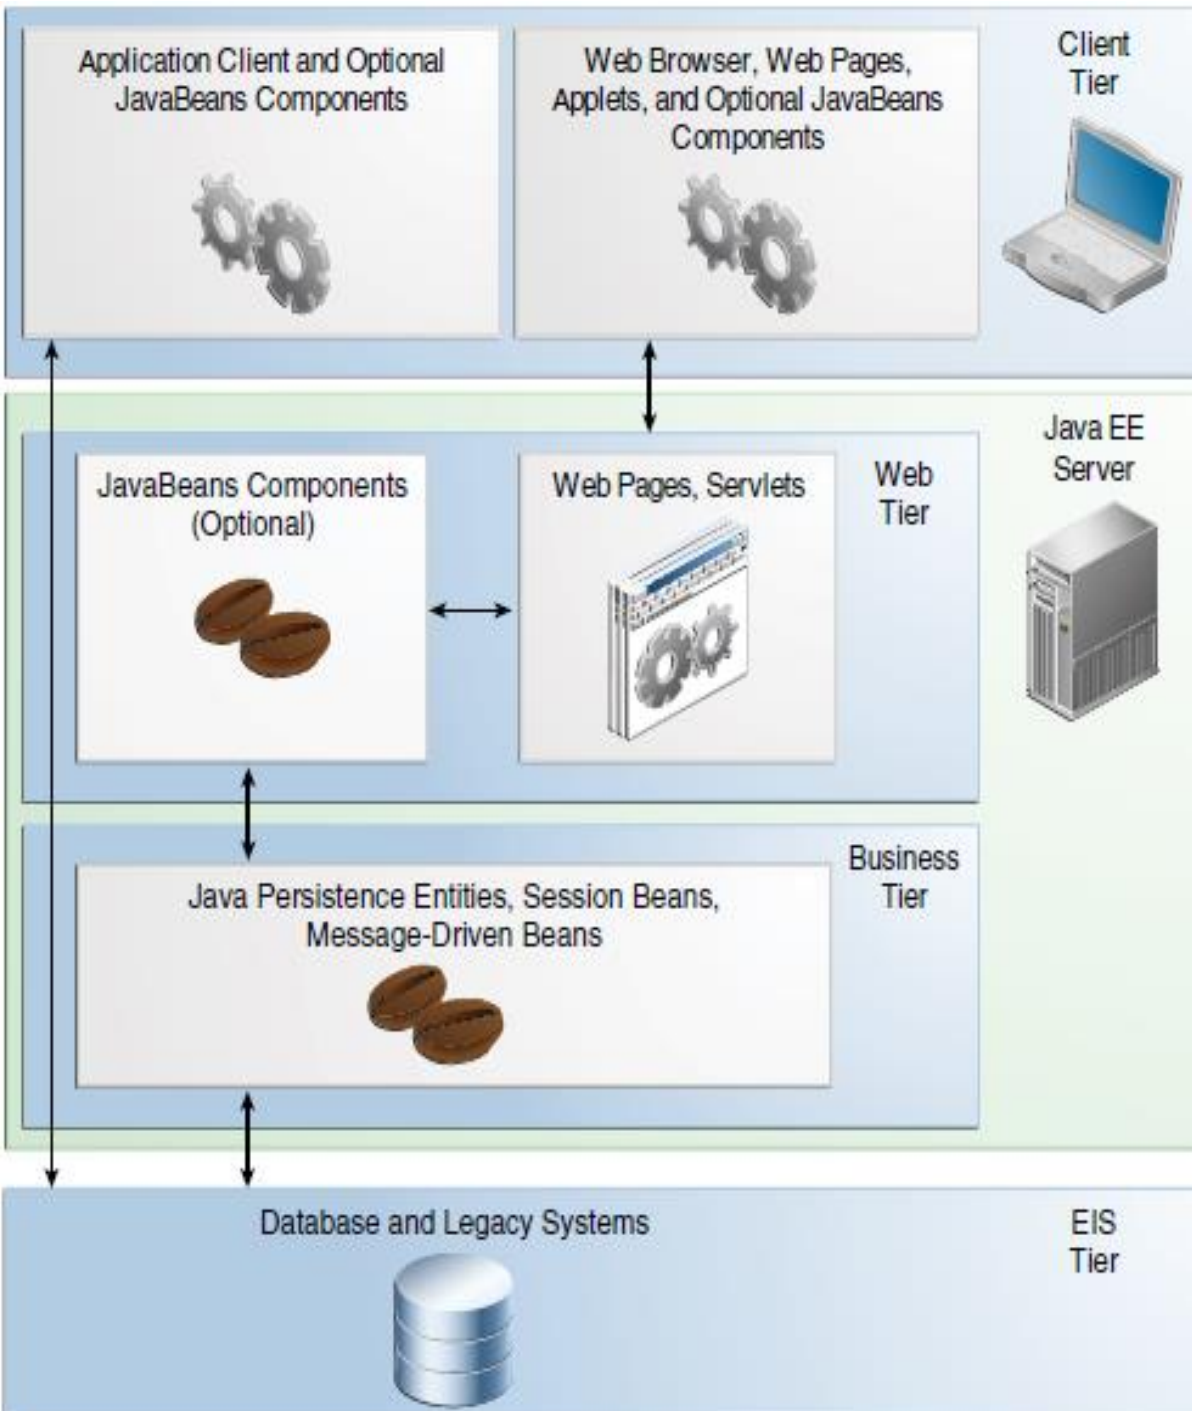 Application Client and Optional
JavaBeans Components
Web Browser, Web Pages,
Applets, and Optional JavaBeans
Components
Client
Tier
Java EE
Server
JavaBeans Components
(Optional)
Web Pages, Servlets
Web
Tier
Java Persistence Entities, Session Beans,
Message-Driven Beans
Business
Tier
Database and Legacy Systems
EIS
Tier